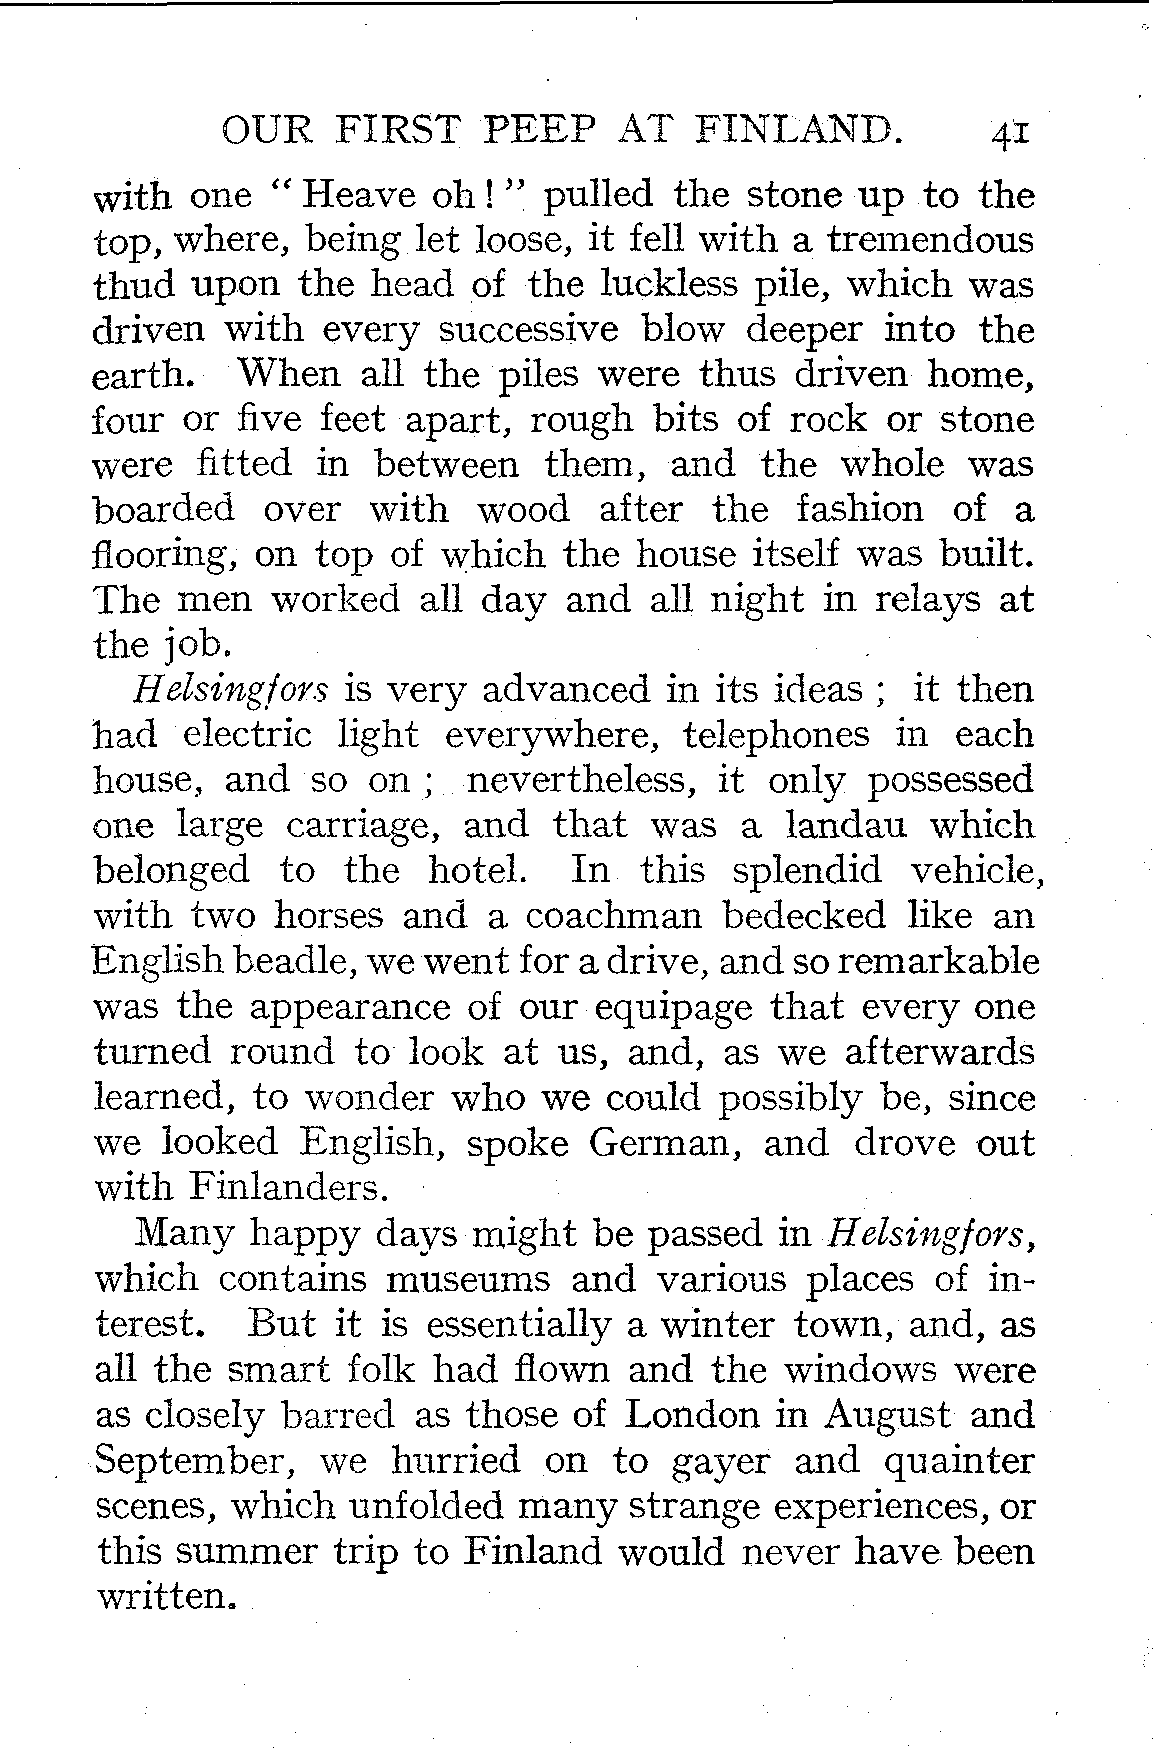 OUR FIRST PEEP AT FINLAND. 41
with one “ Heave oh ! ” pulled the stone up to the
top, where, being let loose, it fell with a tremendous
thud upon the head of the luckless pile, which was
driven with every successive blow deeper into the
earth. When all the piles were thus driven home,
four or five feet apart, rough bits of rock or stone
were fitted in between them, and the whole was
boarded over with wood after the fashion of a
flooring, on top of which the house itself was built.
The men worked all day and all night in relays at
the job.
Helsingfors is very advanced in its ideas ; it then
had electric light everywhere, telephones in each
house, and so on ; nevertheless, it only possessed
one large carriage, and that was a landau which
belonged to the hotel. In this splendid vehicle,
with two horses and a coachman bedecked like an
English beadle, we went for a drive, and so remarkable
was the appearance of our equipage that every one
turned round to look at us, and, as we afterwards
learned, to wonder who we could possibly be, since
we looked English, spoke German, and drove out
with Finlanders.
Many happy days might be passed in Helsingfors,
which contains museums and various places of in-
terest. But it is essentially a winter town, and, as
all the smart folk had flown and the windows were
as closely barred as those of London in August and
September, we hurried on to gayer and quainter
scenes, which unfolded many strange experiences, or
this summer trip to Finland would never have been
written.